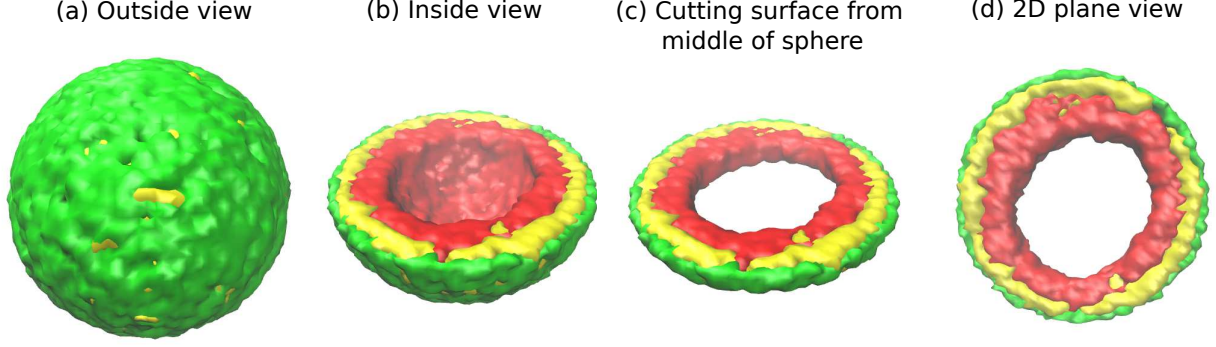 (a) Outside view
(b) Inside view
(c) Cutting surface from
middle of sphere
(d) 2D plane view